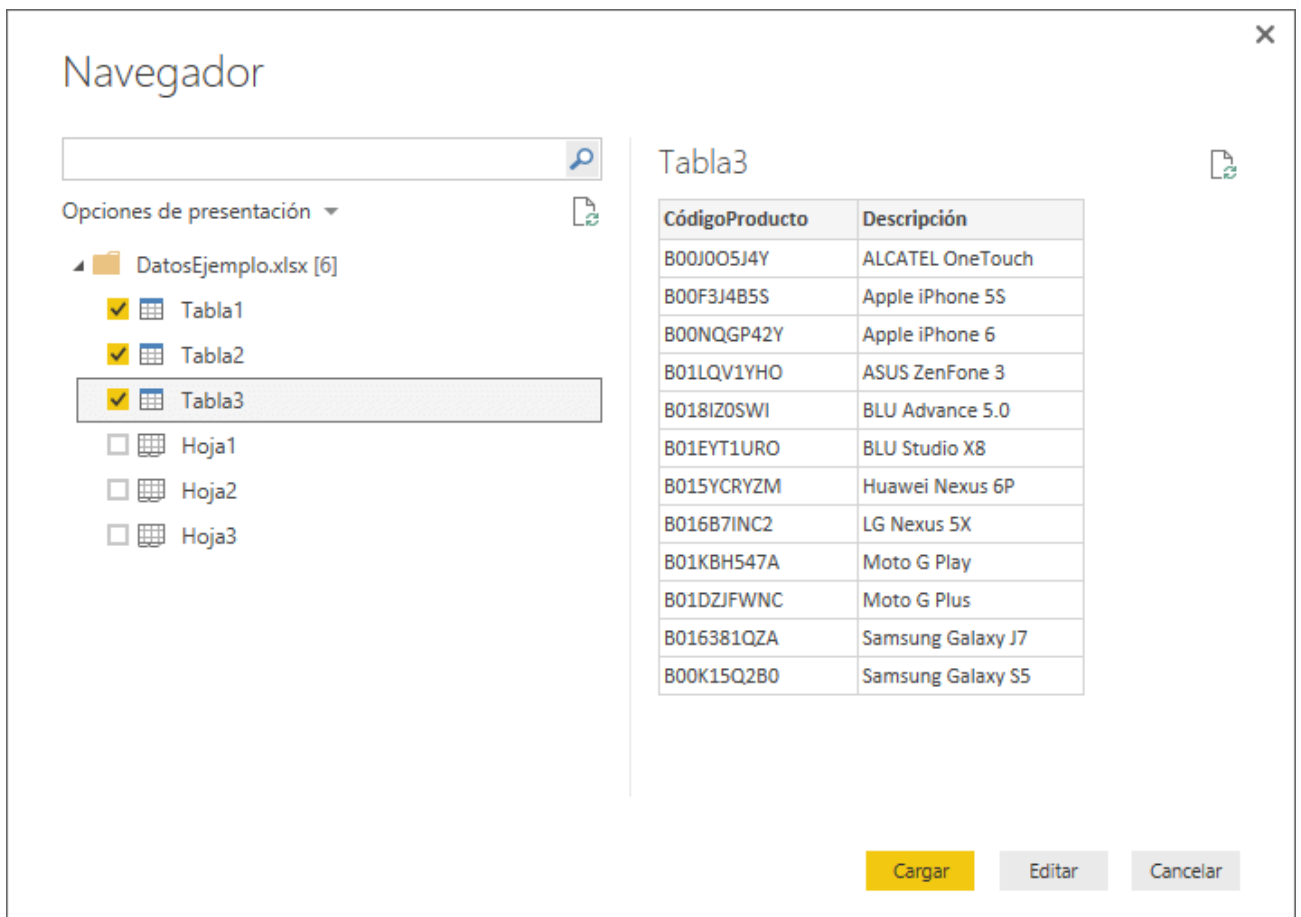 Navegador
Opciones de presentación
DatosEjemplo.xlsx [6]
Tabla1
Tabla2
Tabla3
Hoja1
Hoja2
Hoja3
Tabla3
CódigoProducto Descripción
B00J0O5J4Y ALCATEL OneTouch
B00F3J4B5S Apple iPhone 5S
B00NQGP42Y Apple iPhone 6
B01LQV1YHO ASUS ZenFone 3
B018IZ0SWI BLU Advance 5.0
B01EYT1URO BLU Studio X8
B015YCRYZM Huawei Nexus 6P
B016B7INC2 LG Nexus 5X
B01KBH547A Moto G Play
B01DZJFWNC Moto G Plus
B016381QZA Samsung Galaxy J7
B00K15Q2B0 Samsung Galaxy S5
Cargar Editar Cancelar